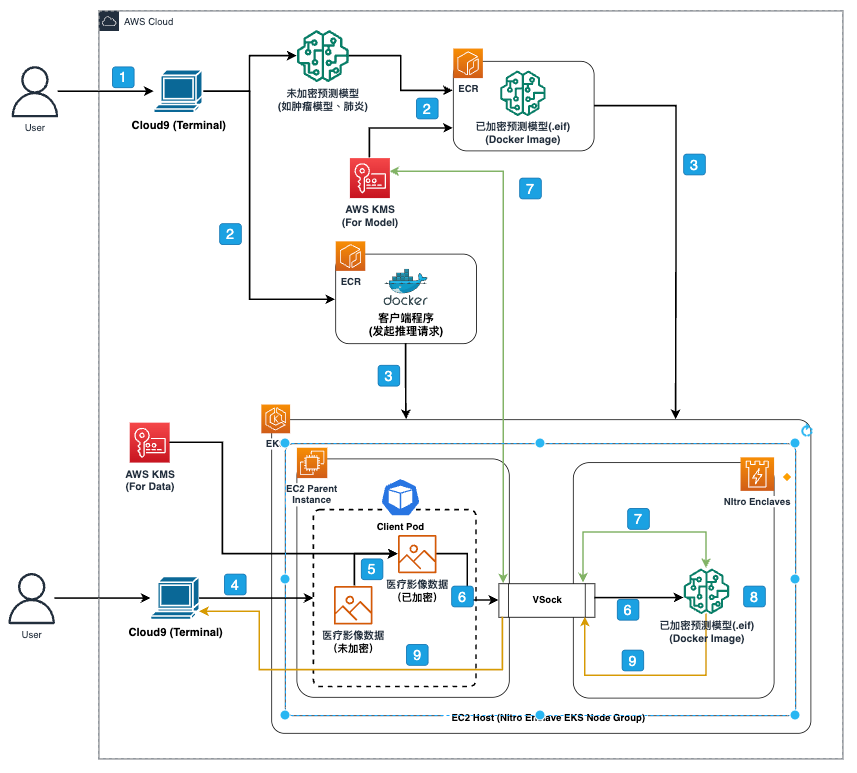 AWS Cloud
1
User
Cloud9 (Terminal)
未加密预测模型
(如肿瘤模型、肺炎)
2
ECR
已加密预测模型(.eif)
(Docker Image)
3
7
AWS KMS
(For Model)
2
ECR
docker
客户端程序
(发起推理请求)
3
EK
AWS KMS
(For Data)
EC2 Parent
Instance
NItro Enclaves
Client Pod
7
5
医疗影像数据
(已加密)
6
VSock
6
8
4
User
Cloud9 (Terminal)
医疗影像数据
(未加密)
已加密预测模型(.eif)
(Docker Image)
9
9
EC2 Host (Nitro Enclave EKS Node Group)